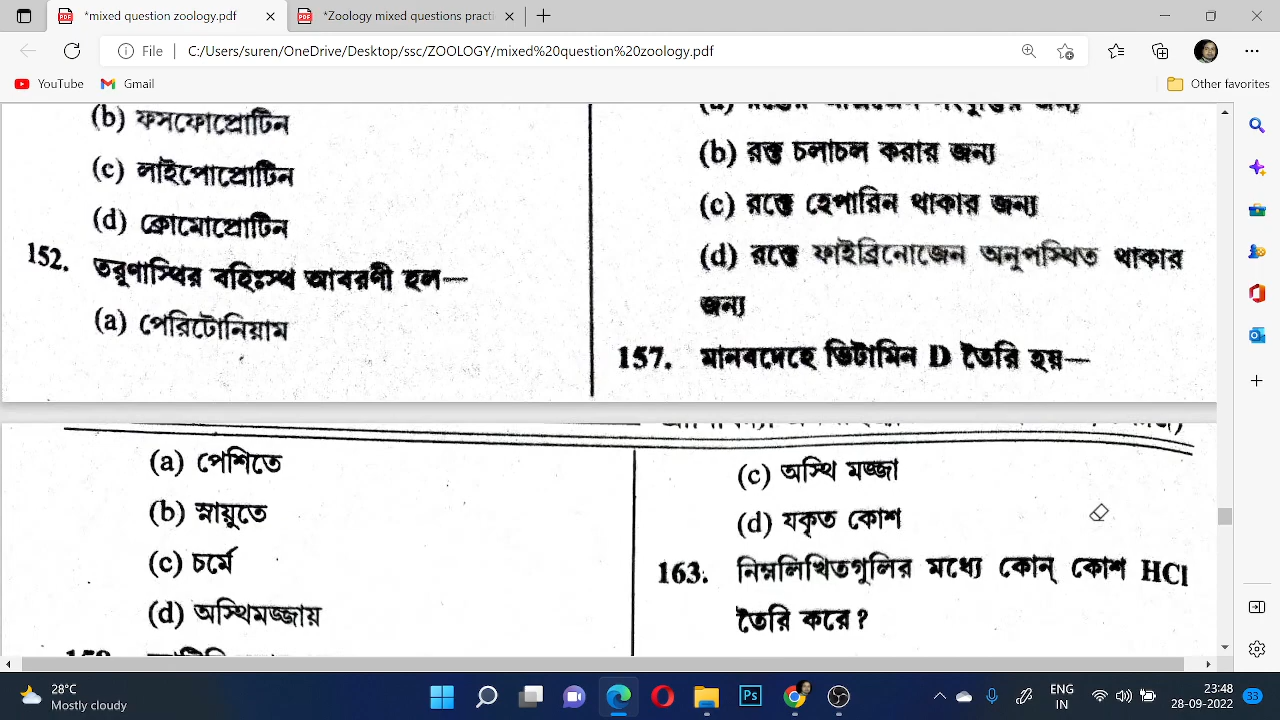 *mixed question zoology.pdf
*Zoology mixed questions practi
File
C:/Users/suren/OneDrive/Desktop/ssc/ZOOLOGY/mixed%20question%20zoology.pdf
YouTube
Gmail
Other favorites
(b) ফসফোপ্রোটিন
(c) লাইপোপ্রোটিন
(d) ক্রোমোপ্রোটিন
152. তরুণাস্থির বহিঃস্থ আবরণী হল—
(a) পেরিটোনিয়াম
(b) রক্ত চলাচল করার জন্য
(c) রক্তে হেপারিন থাকার জন্য
(d) রক্তে ফাইব্রিনোজেন অনুপস্থিত থাকার
জন্য
157. মানবদেহে ভিটামিন D তৈরি হয়—
(a) পেশিতে
(b) স্নায়ুতে
(c) চর্মে
(d) অস্থিমজ্জায়
(c) অস্থি মজ্জা
(d) যকৃত কোশ
163. নিম্নলিখিতগুলির মধ্যে কোন্ কোশ HCl
তৈরি করে?
28°C
Mostly cloudy
Ps
ENG
IN
23:48
28-09-2022
33